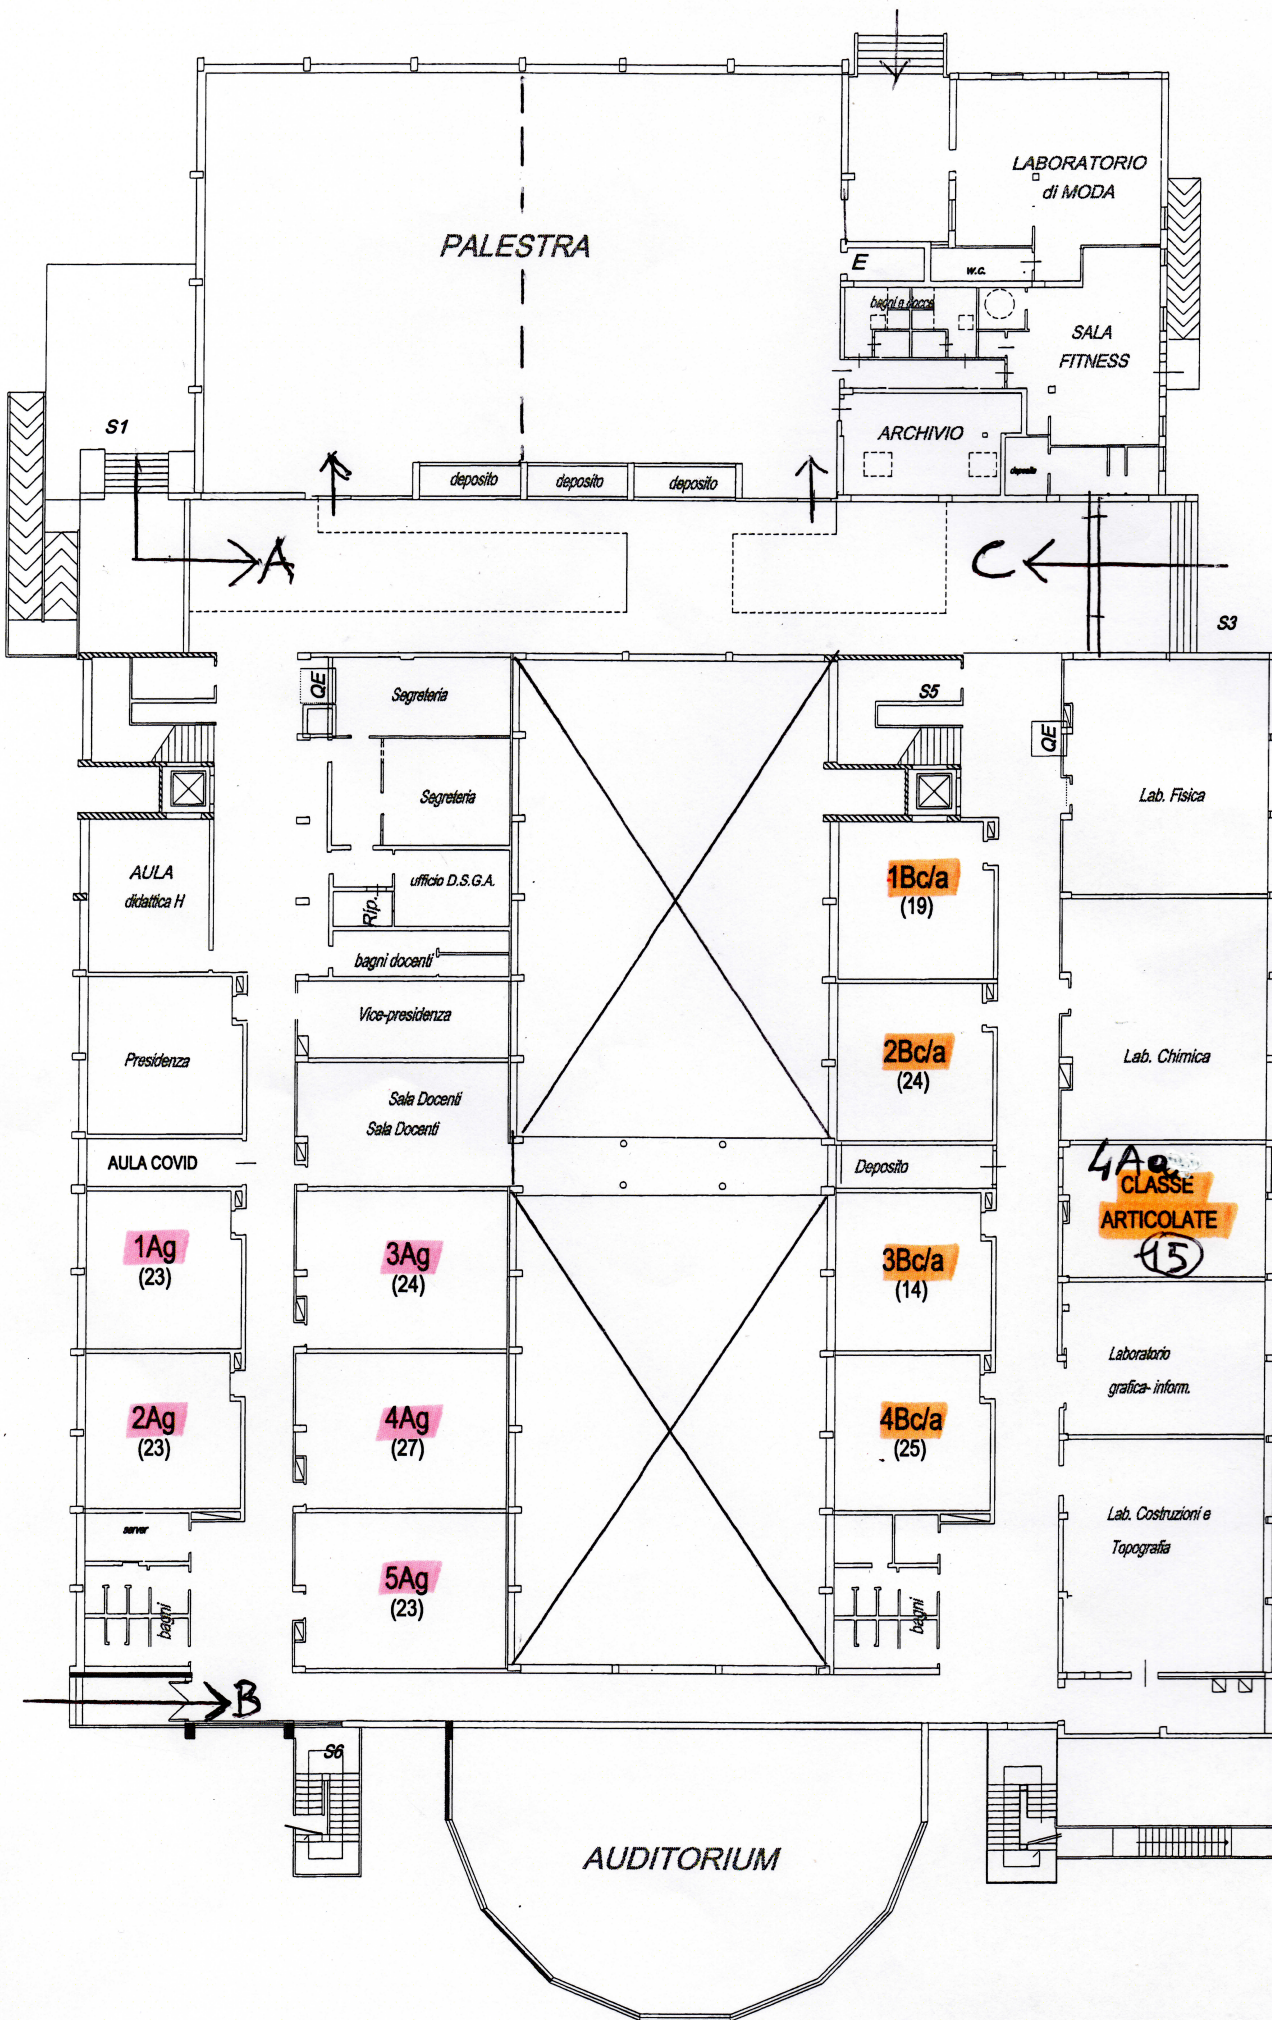 LABORATORIO
di MODA
PALESTRA
E
w.c.
bagni e docce
SALA
FITNESS
S1
ARCHIVIO
deposito
deposito
deposito
deposito
A
C
S3
QE
Segreteria
S5
QE
Segreteria
Lab. Fisica
AULA
didattica H
ufficio D.S.G.A.
Rip.
1Bc/a
(19)
bagni docenti
Vice-presidenza
Presidenza
2Bc/a
(24)
Lab. Chimica
Sala Docenti
Sala Docenti
AULA COVID
Deposito
4Aa
CLASSE
ARTICOLATE
15
1Ag
(23)
3Ag
(24)
3Bc/a
(14)
Laboratorio
grafica- inform.
2Ag
(23)
4Ag
(27)
4Bc/a
(25)
server
Lab. Costruzioni e
Topografia
5Ag
(23)
bagni
bagni
B
S6
AUDITORIUM